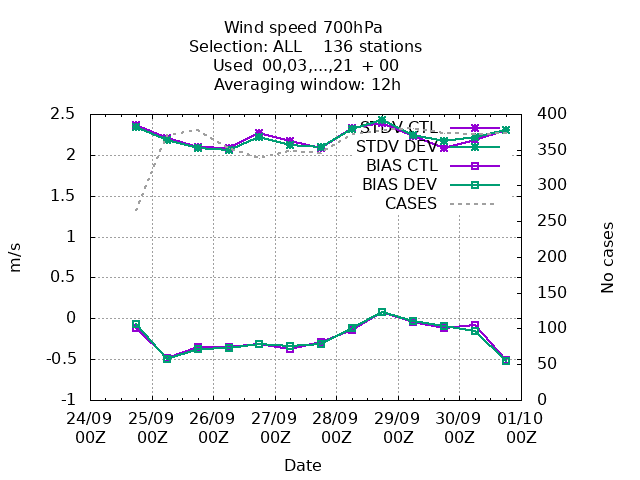 Wind speed 700hPa
Selection: ALL 136 stations
Used 00,03,...,21 + 00
Averaging window: 12h
2.5
2
1.5
1
0.5
0
-0.5
-1
400
350
300
250
200
150
100
50
0
STDV CTL
STDV DEV
BIAS CTL
BIAS DEV
CASES
m/s
No cases
24/09 25/09 26/09 27/09 28/09 29/09 30/09 01/10
00Z 00Z 00Z 00Z 00Z 00Z 00Z 00Z
Date